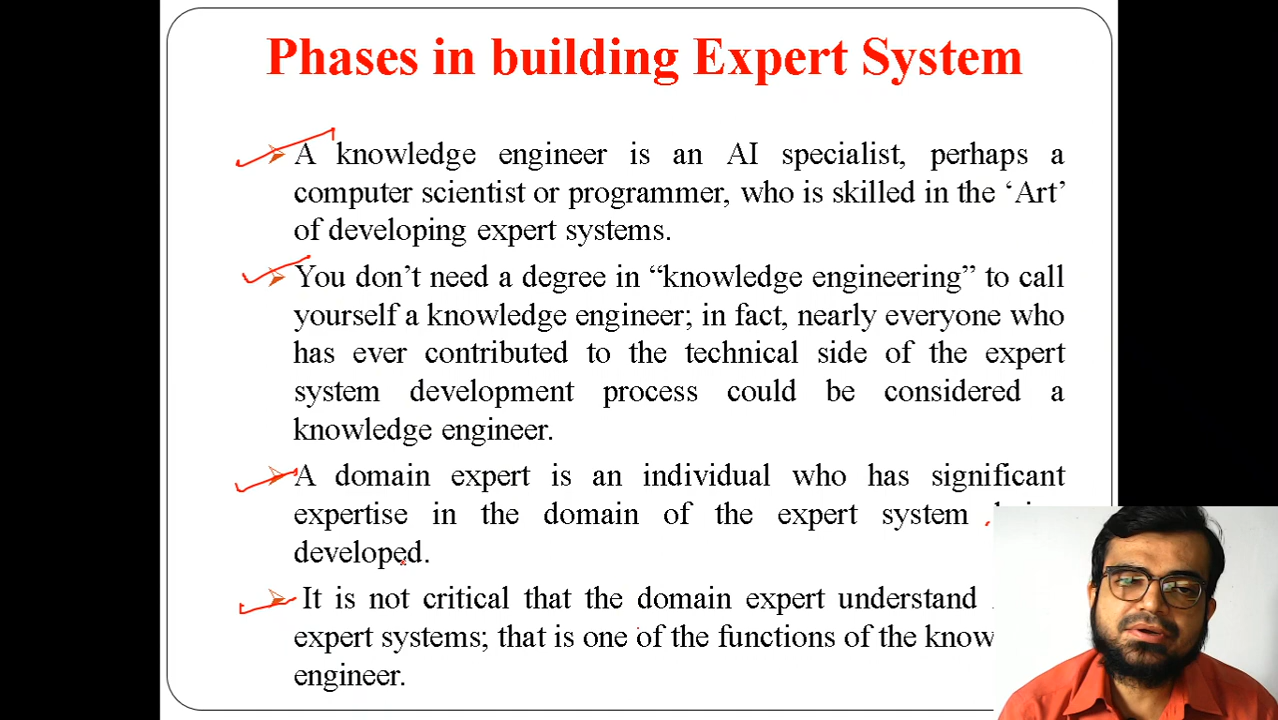 Phases in building Expert System
A knowledge engineer is an AI specialist, perhaps a
computer scientist or programmer, who is skilled in the ‘Art’
of developing expert systems.
You don’t need a degree in “knowledge engineering” to call
yourself a knowledge engineer; in fact, nearly everyone who
has ever contributed to the technical side of the expert
system development process could be considered a
knowledge engineer.
A domain expert is an individual who has significant
expertise in the domain of the expert system
developed.
It is not critical that the domain expert understand
expert systems; that is one of the functions of the
engineer.